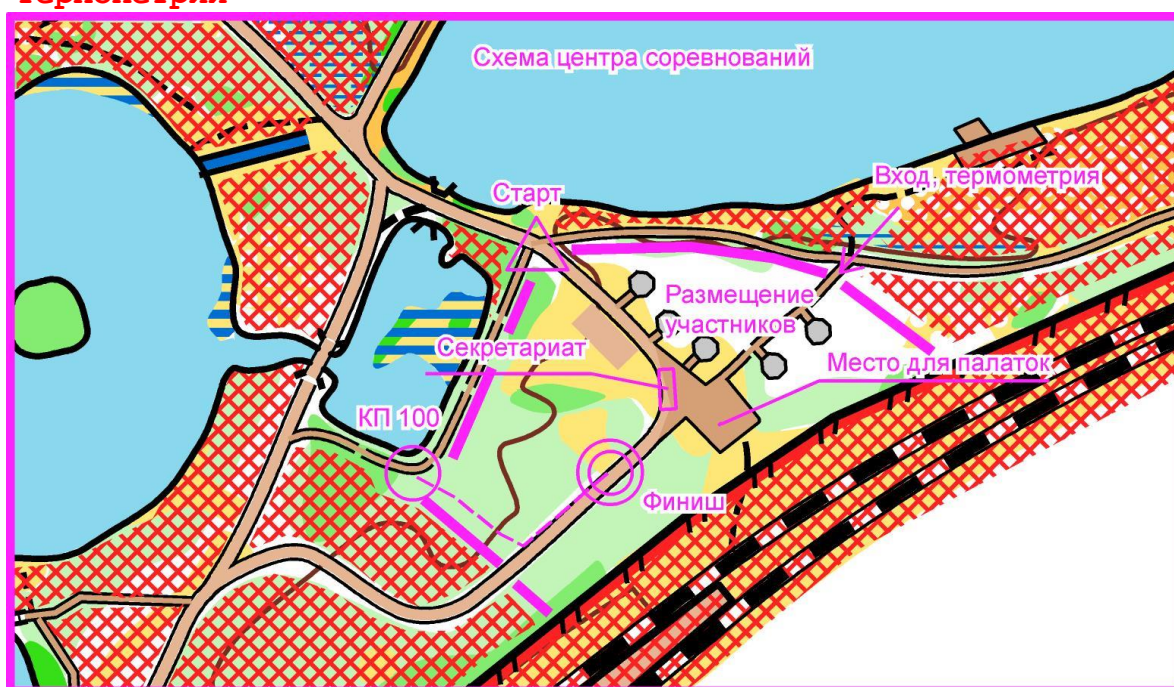 термометрия
Схема центра соревнований
Вход, термометрия
Старт
Размещение
участников
Секретариат
Место для палаток
КП 100
Финиш